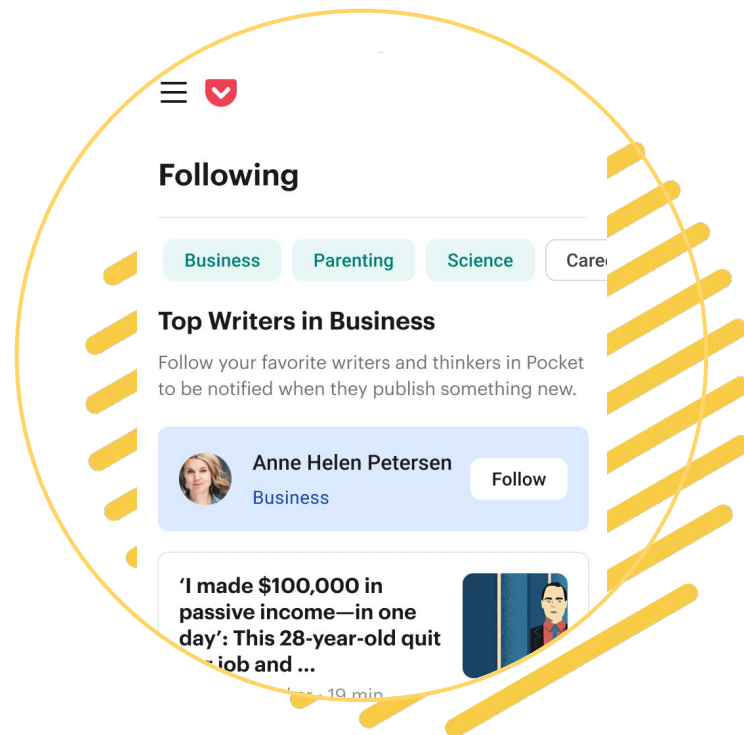 Following
Business Parenting Science
Top Writers in Business
Follow your favorite writers and thinkers in Pocket
to be notified when they publish something new.
Anne Helen Petersen
Follow
Business
‘I made $100,000 in
passive income—in one
day’: This 28-year-old quit
job and ...
· 19 min